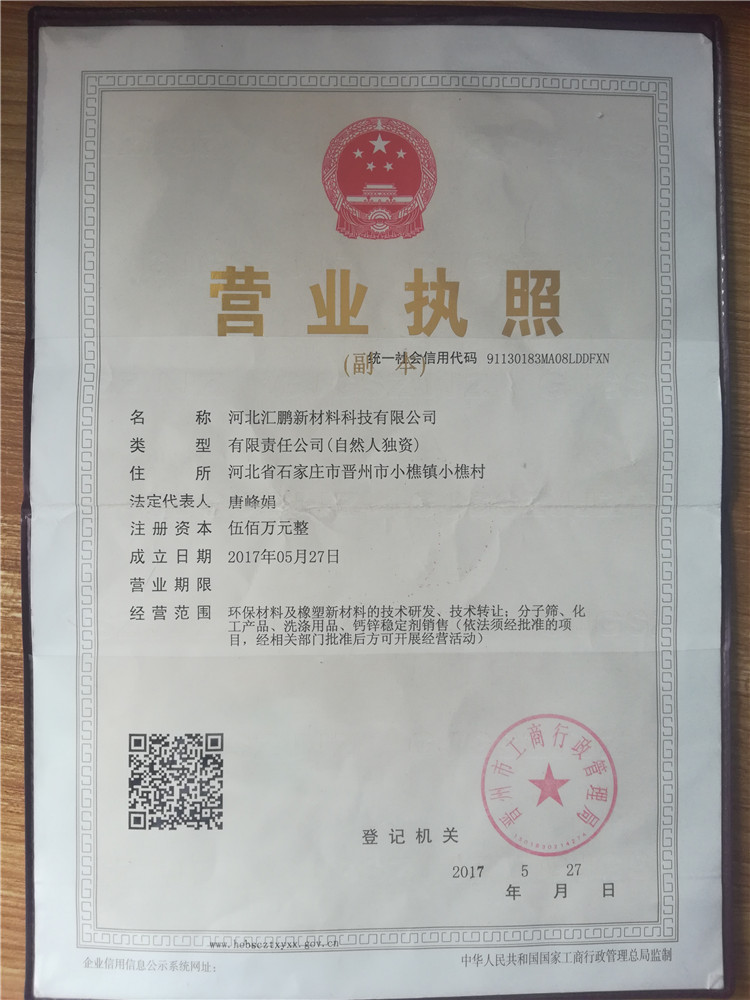 营业执照
(副 本)
统一社会信用代码 91130183MA08LDDFXN
名称 河北汇鹏新材料科技有限公司
类型 有限责任公司(自然人独资)
住所 河北省石家庄市晋州市小樵镇小樵村
法定代表人 唐峰娟
注册资本 伍佰万元整
成立日期 2017年05月27日
营业期限
经营范围 环保材料及橡塑新材料的技术研发、技术转让；分子筛、化
工产品、洗涤用品、钙锌稳定剂销售（依法须经批准的项
目，经相关部门批准后方可开展经营活动）
晋州市工商行政管理局
登记机关
2017 5 27
年 月 日
www.hebscztxyxx.gov.cn
企业信用信息公示系统网址：
中华人民共和国国家工商行政管理总局监制